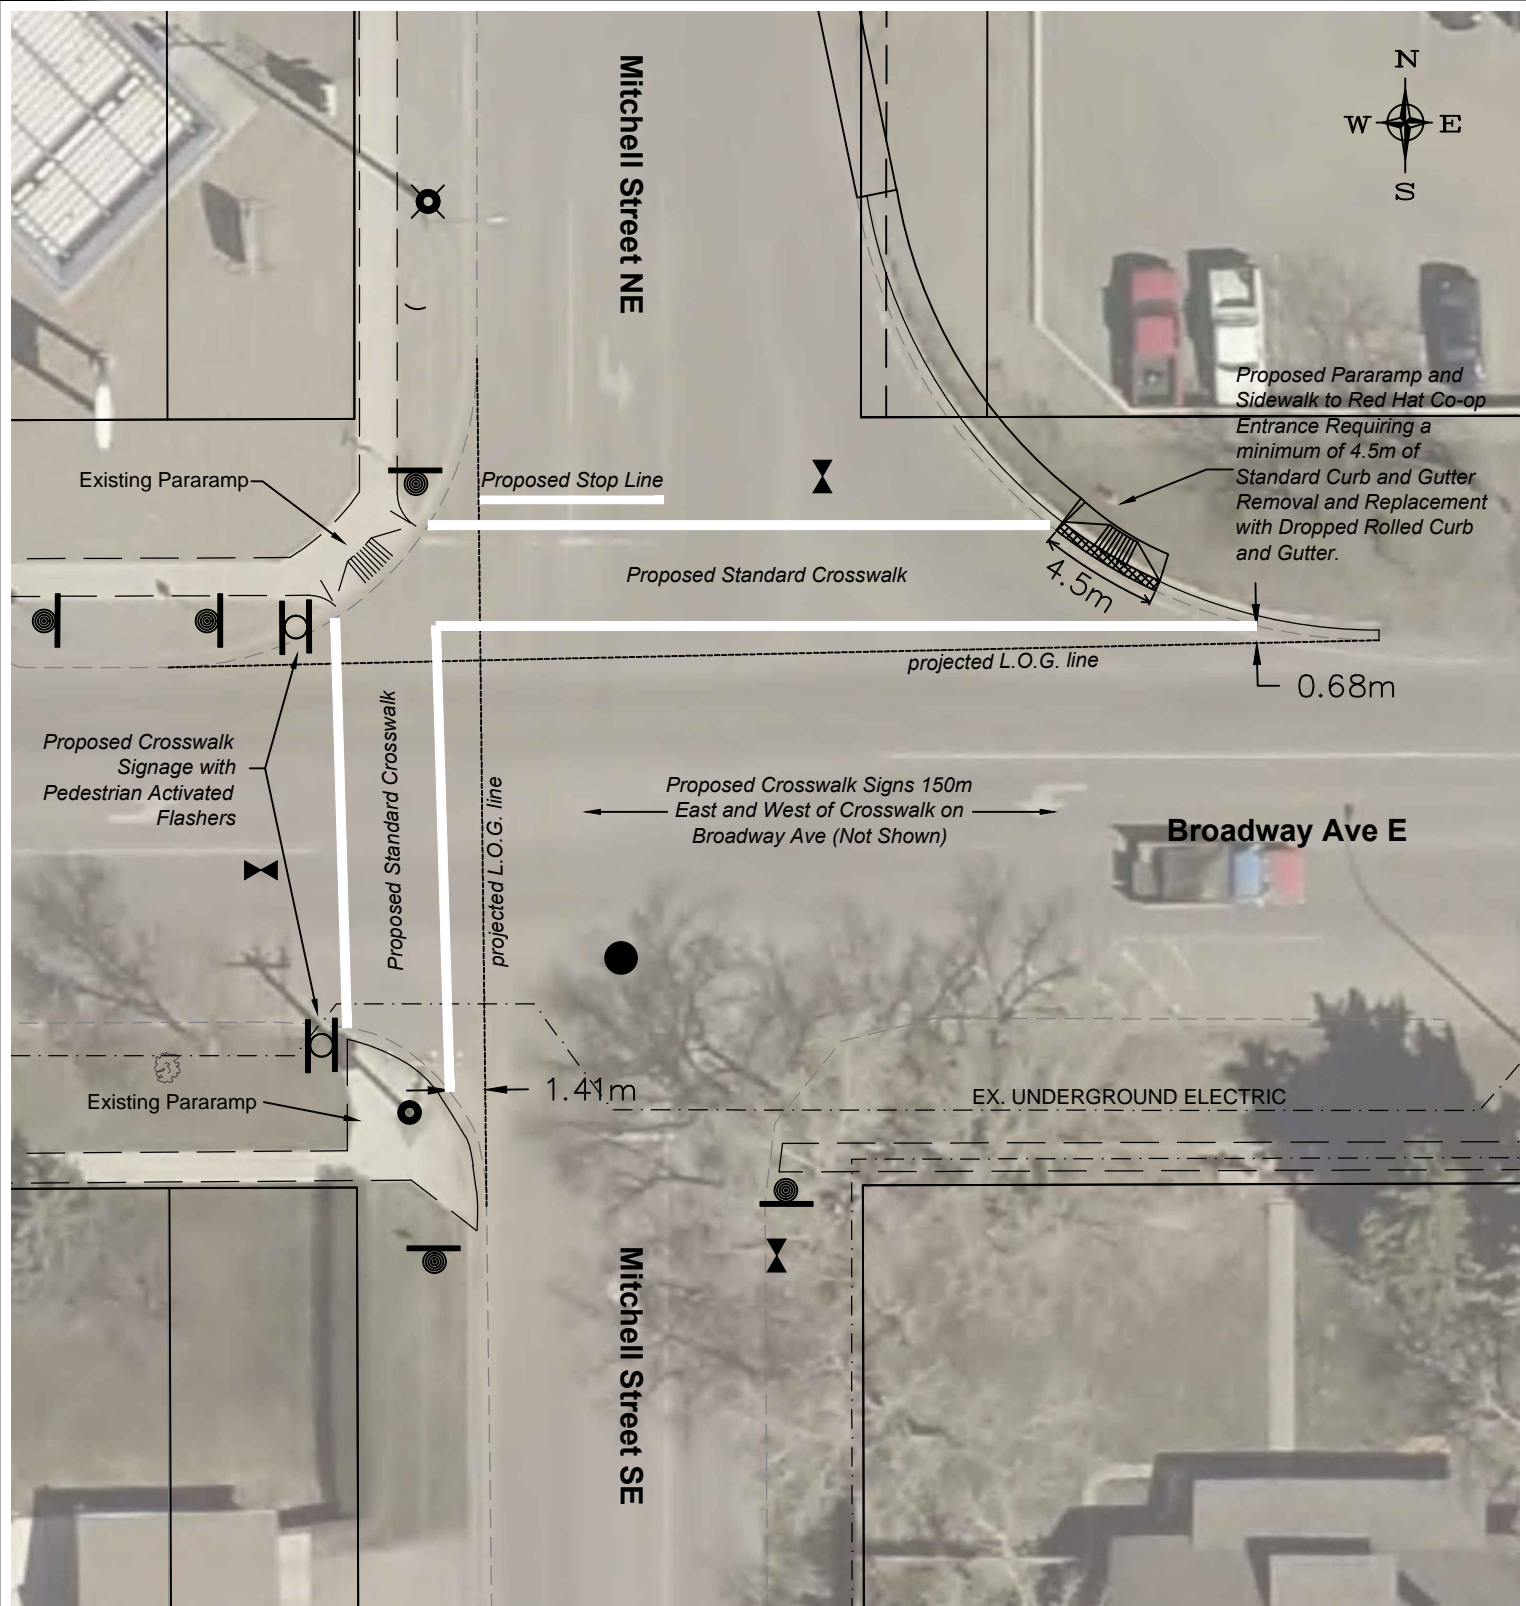 Mitchell Street NE
N
W E
S
Proposed Pararamp and
Sidewalk to Red Hat Co-op
Entrance Requiring a
minimum of 4.5m of
Standard Curb and Gutter
Removal and Replacement
with Dropped Rolled Curb
and Gutter.
Existing Pararamp
Proposed Stop Line
Proposed Standard Crosswalk
4.5m
projected L.O.G. line
0.68m
Proposed Crosswalk
Signage with
Pedestrian Activated
Flashers
Proposed Standard Crosswalk
projected L.O.G. line
Proposed Crosswalk Signs 150m
East and West of Crosswalk on
Broadway Ave (Not Shown)
Broadway Ave E
Existing Pararamp
1.41m
EX. UNDERGROUND ELECTRIC
Mitchell Street SE